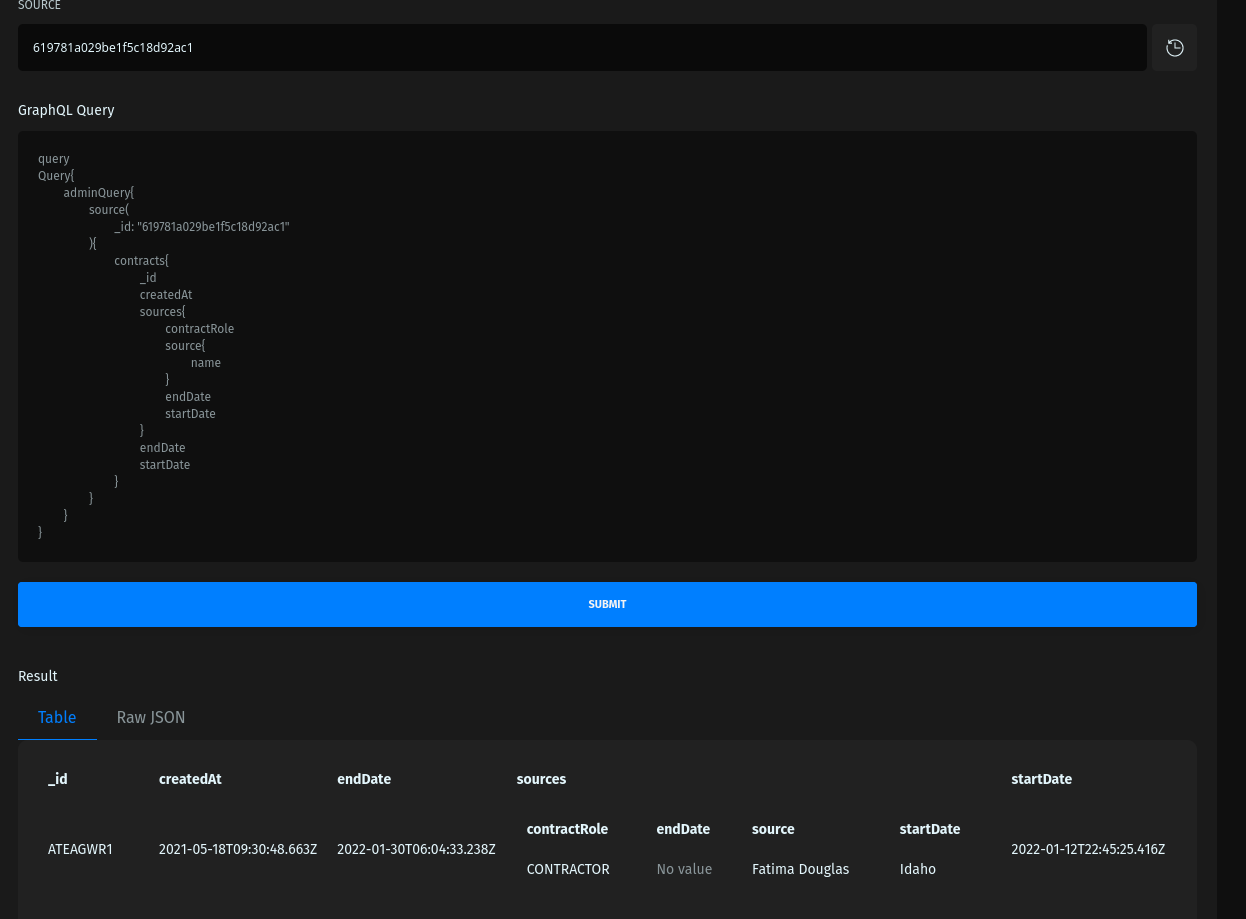 SOURCE
619781a029be1f5c18d92ac1
GraphQL Query
query
Query{
adminQuery{
source(
_id: "619781a029be1f5c18d92ac1"
){
contracts{
_id
createdAt
sources{
contractRole
source{
name
}
endDate
startDate
}
endDate
startDate
}
}
}
}
SUBMIT
Result
Table Raw JSON
_id createdAt endDate sources startDate
contractRole endDate source startDate
ATEAGWR1 2021-05-18T09:30:48.663Z 2022-01-30T06:04:33.238Z 2022-01-12T22:45:25.416Z
CONTRACTOR No value Fatima Douglas Idaho